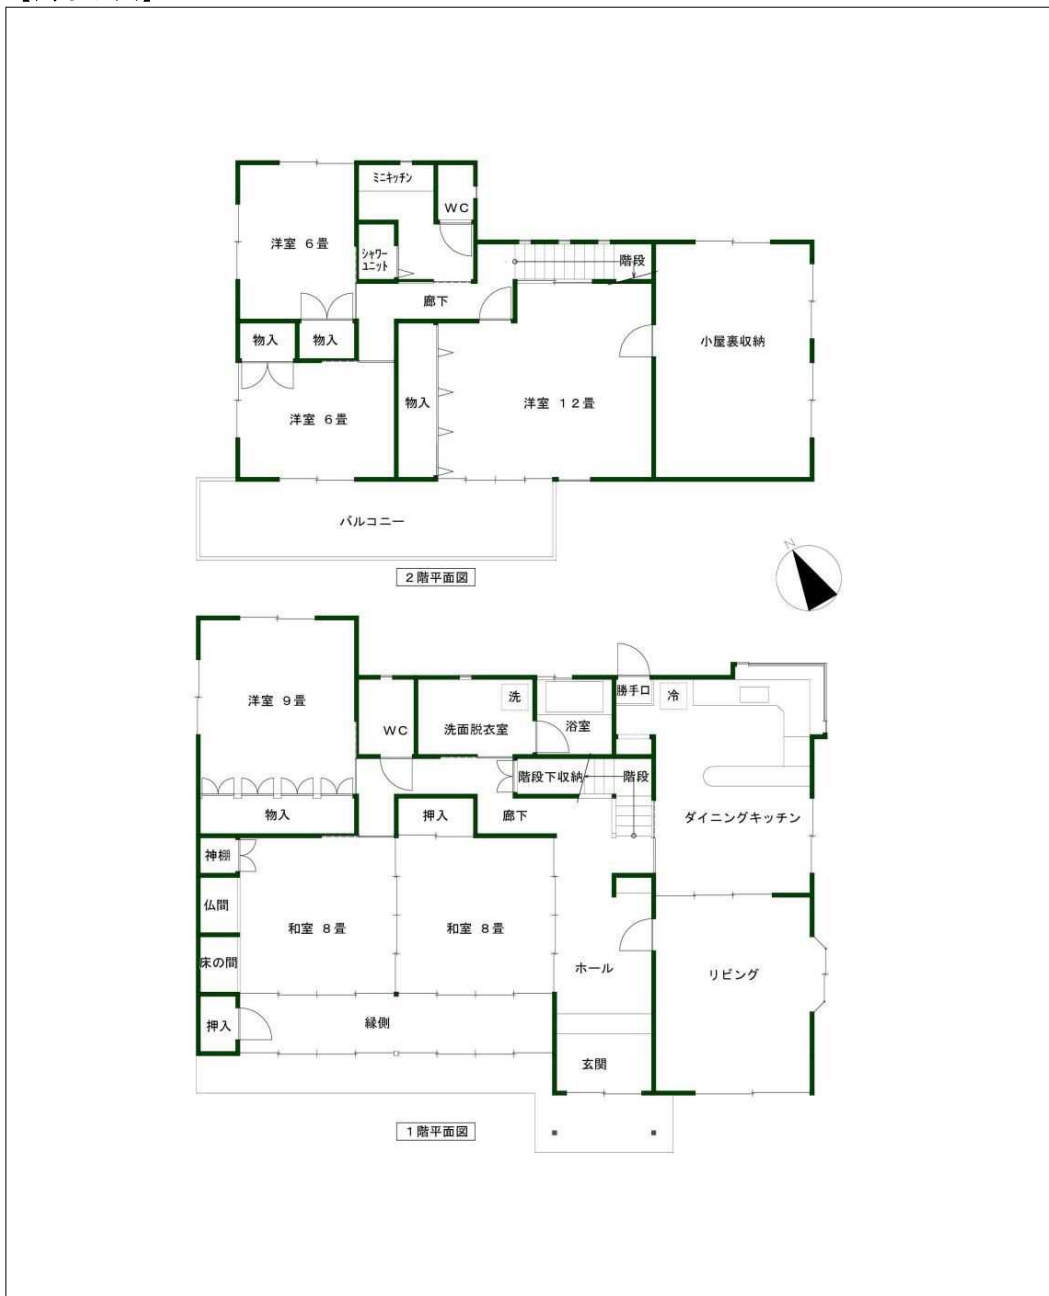 ミニキッチン
WC
洋室 6畳
シャワー
ユニット
階段
廊下
物入
物入
小屋裏収納
洋室 6畳
物入
洋室 12畳
バルコニー
N
2階平面図
洋室 9畳
WC
洗
洗面脱衣室
浴室
勝手口
冷
階段下収納
階段
物入
押入
廊下
ダイニングキッチン
神棚
仏間
和室 8畳
和室 8畳
床の間
ホール
リビング
押入
縁側
玄関
1階平面図